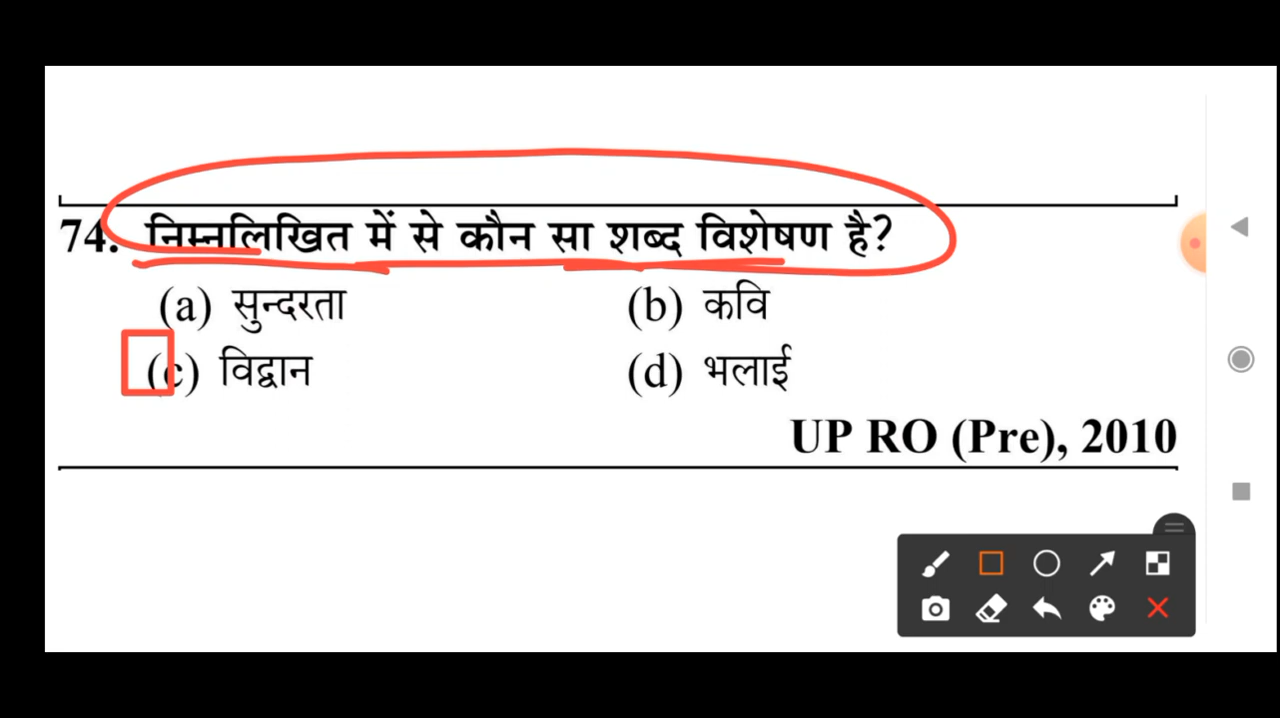 74. निम्नलिखित में से कौन सा शब्द विशेषण है?
(a) सुन्दरता (b) कवि
(c) विद्वान (d) भलाई
UP RO (Pre), 2010